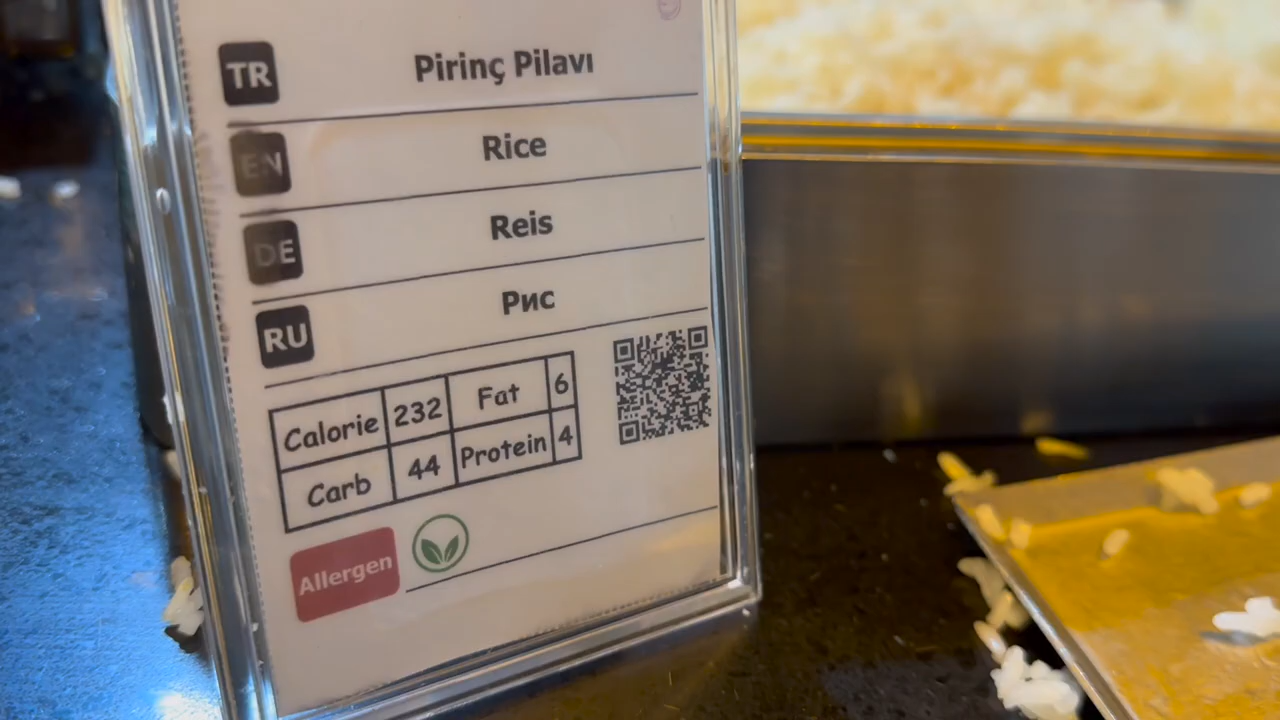 TR Pirinç Pilavı
EN Rice
DE Reis
RU Рис
Calorie 232 Fat 6
Carb 44 Protein 4
Allergen